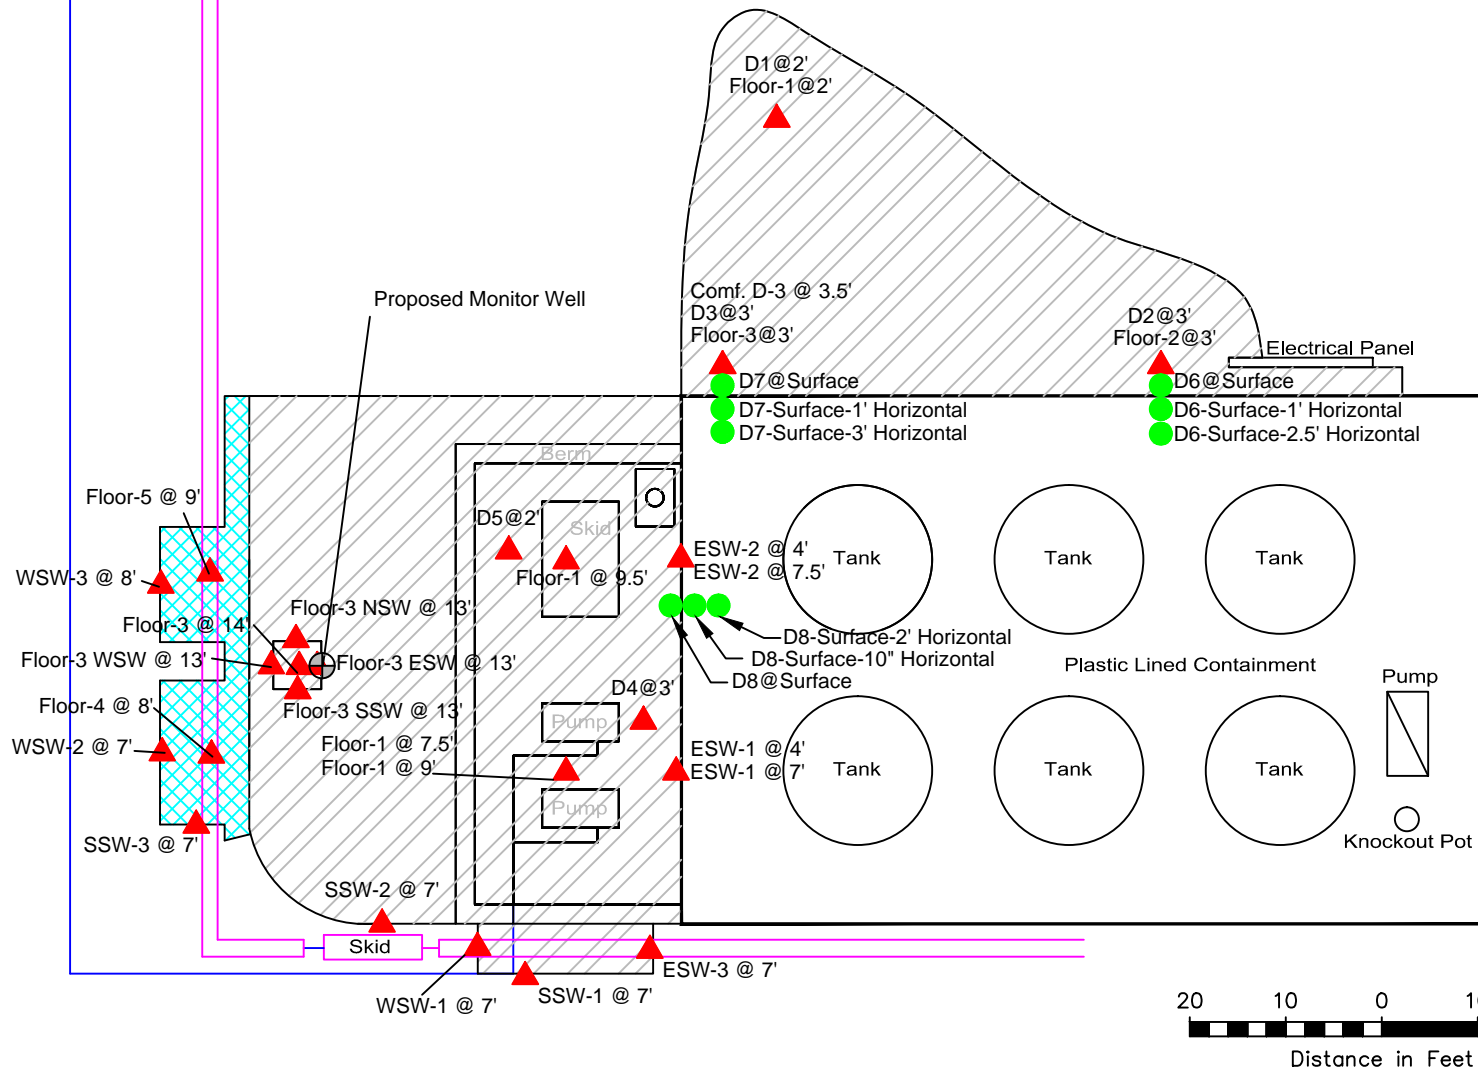 D1@2'
Floor-1@2'
Proposed Monitor Well
Comf. D-3 @ 3.5'
D3@3'
Floor-3@3'
D2@3'
Floor-2@3'
Electrical Panel
D7@Surface
D7-Surface-1' Horizontal
D7-Surface-3' Horizontal
D6@Surface
D6-Surface-1' Horizontal
D6-Surface-2.5' Horizontal
Berm
Floor-5 @ 9'
D5@2'
Skid
WSW-3 @ 8'
Floor-1 @ 9.5'
ESW-2 @ 4'
ESW-2 @ 7.5'
Tank
Tank
Tank
Floor-3 NSW @ 13'
Floor-3 @ 14'
Floor-3 WSW @ 13'
Floor-3 ESW @ 13'
D8-Surface-2' Horizontal
D8-Surface-10" Horizontal
D8@Surface
Plastic Lined Containment
Pump
Floor-4 @ 8'
Floor-3 SSW @ 13'
D4@3'
Pump
WSW-2 @ 7'
Floor-1 @ 7.5'
Floor-1 @ 9'
ESW-1 @ 4'
ESW-1 @ 7'
Tank
Tank
Tank
Pump
SSW-3 @ 7'
Knockout Pot
SSW-2 @ 7'
Skid
ESW-3 @ 7'
WSW-1 @ 7'
SSW-1 @ 7'
20 10 0
Distance in Feet